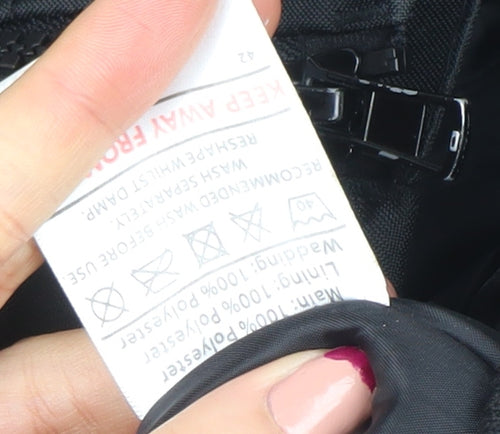 Main: 100% Polyester
Lining: 100% Polyester
Wadding: 100% Polyester
40
RECOMMENDED WASH BEFORE USE.
WASH SEPARATELY.
RESHAPE WHILST DAMP.
KEEP AWAY FROM
42